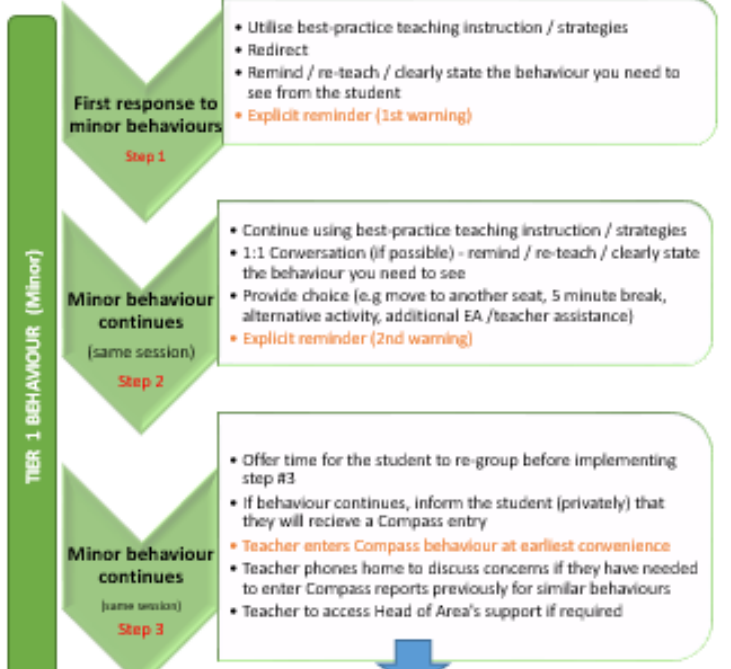 TIER 1 BEHAVIOUR (Minor)
First response to
minor behaviours
Step 1
• Utilise best-practice teaching instruction / strategies
• Redirect
• Remind / re-teach / clearly state the behaviour you need to
see from the student
• Explicit reminder (1st warning)
Minor behaviour
continues
(same session)
Step 2
• Continue using best-practice teaching instruction / strategies
• 1:1 Conversation (if possible) - remind / re-teach / clearly state
the behaviour you need to see
• Provide choice (e.g move to another seat, 5 minute break,
alternative activity, additional EA /teacher assistance)
• Explicit reminder (2nd warning)
Minor behaviour
continues
(same session)
Step 3
• Offer time for the student to re-group before implementing
step #3
• If behaviour continues, inform the student (privately) that
they will recieve a Compass entry
• Teacher enters Compass behaviour at earliest convenience
• Teacher phones home to discuss concerns if they have needed
to enter Compass reports previously for similar behaviours
• Teacher to access Head of Area's support if required